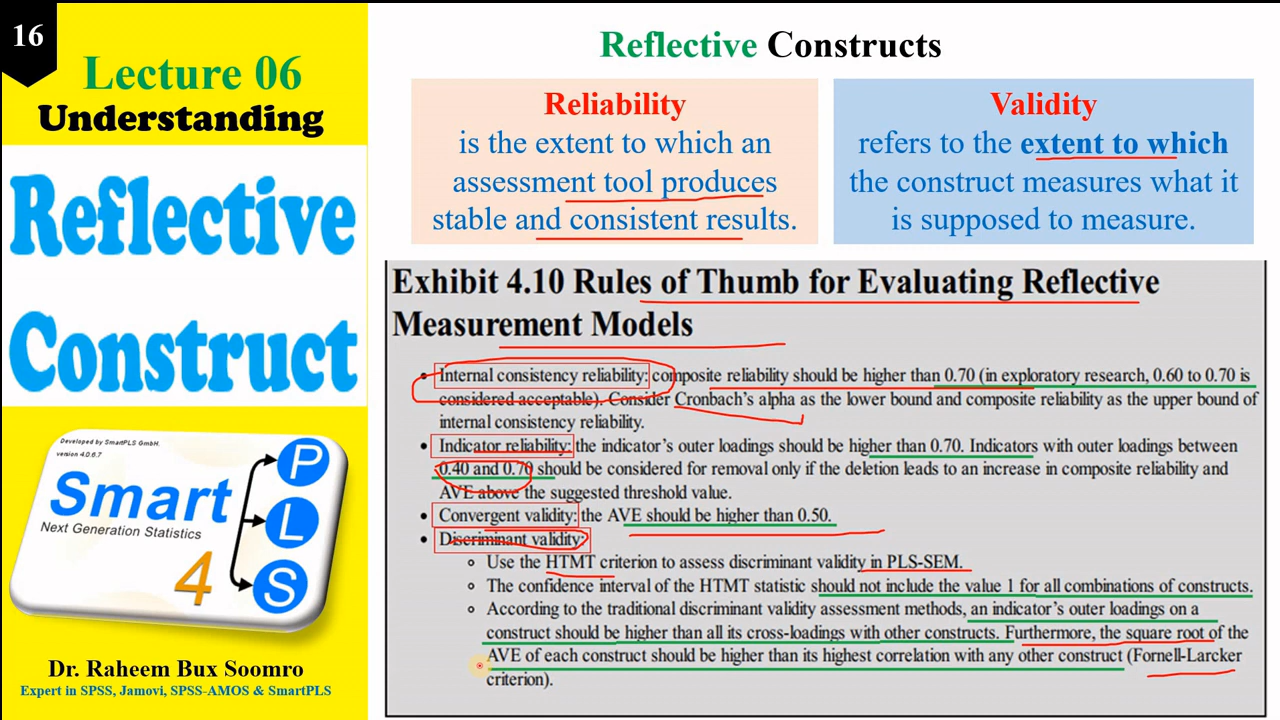 16
Lecture 06
Understanding
Reflective
Construct
Developed by SmartPLS GmbH.
version 4.0.6.7
Smart
Next Generation Statistics
4
P
L
S
Dr. Raheem Bux Soomro
Expert in SPSS, Jamovi, SPSS-AMOS & SmartPLS
Reflective Constructs
Reliability
is the extent to which an
assessment tool produces
stable and consistent results.
Validity
refers to the extent to which
the construct measures what it
is supposed to measure.
Exhibit 4.10 Rules of Thumb for Evaluating Reflective
Measurement Models
• Internal consistency reliability: composite reliability should be higher than 0.70 (in exploratory research, 0.60 to 0.70 is
considered acceptable). Consider Cronbach's alpha as the lower bound and composite reliability as the upper bound of
internal consistency reliability.
• Indicator reliability: the indicator's outer loadings should be higher than 0.70. Indicators with outer loadings between
0.40 and 0.70 should be considered for removal only if the deletion leads to an increase in composite reliability and
AVE above the suggested threshold value.
• Convergent validity: the AVE should be higher than 0.50.
• Discriminant validity:
∘ Use the HTMT criterion to assess discriminant validity in PLS-SEM.
∘ The confidence interval of the HTMT statistic should not include the value 1 for all combinations of constructs.
∘ According to the traditional discriminant validity assessment methods, an indicator's outer loadings on a
construct should be higher than all its cross-loadings with other constructs. Furthermore, the square root of the
AVE of each construct should be higher than its highest correlation with any other construct (Fornell-Larcker
criterion).